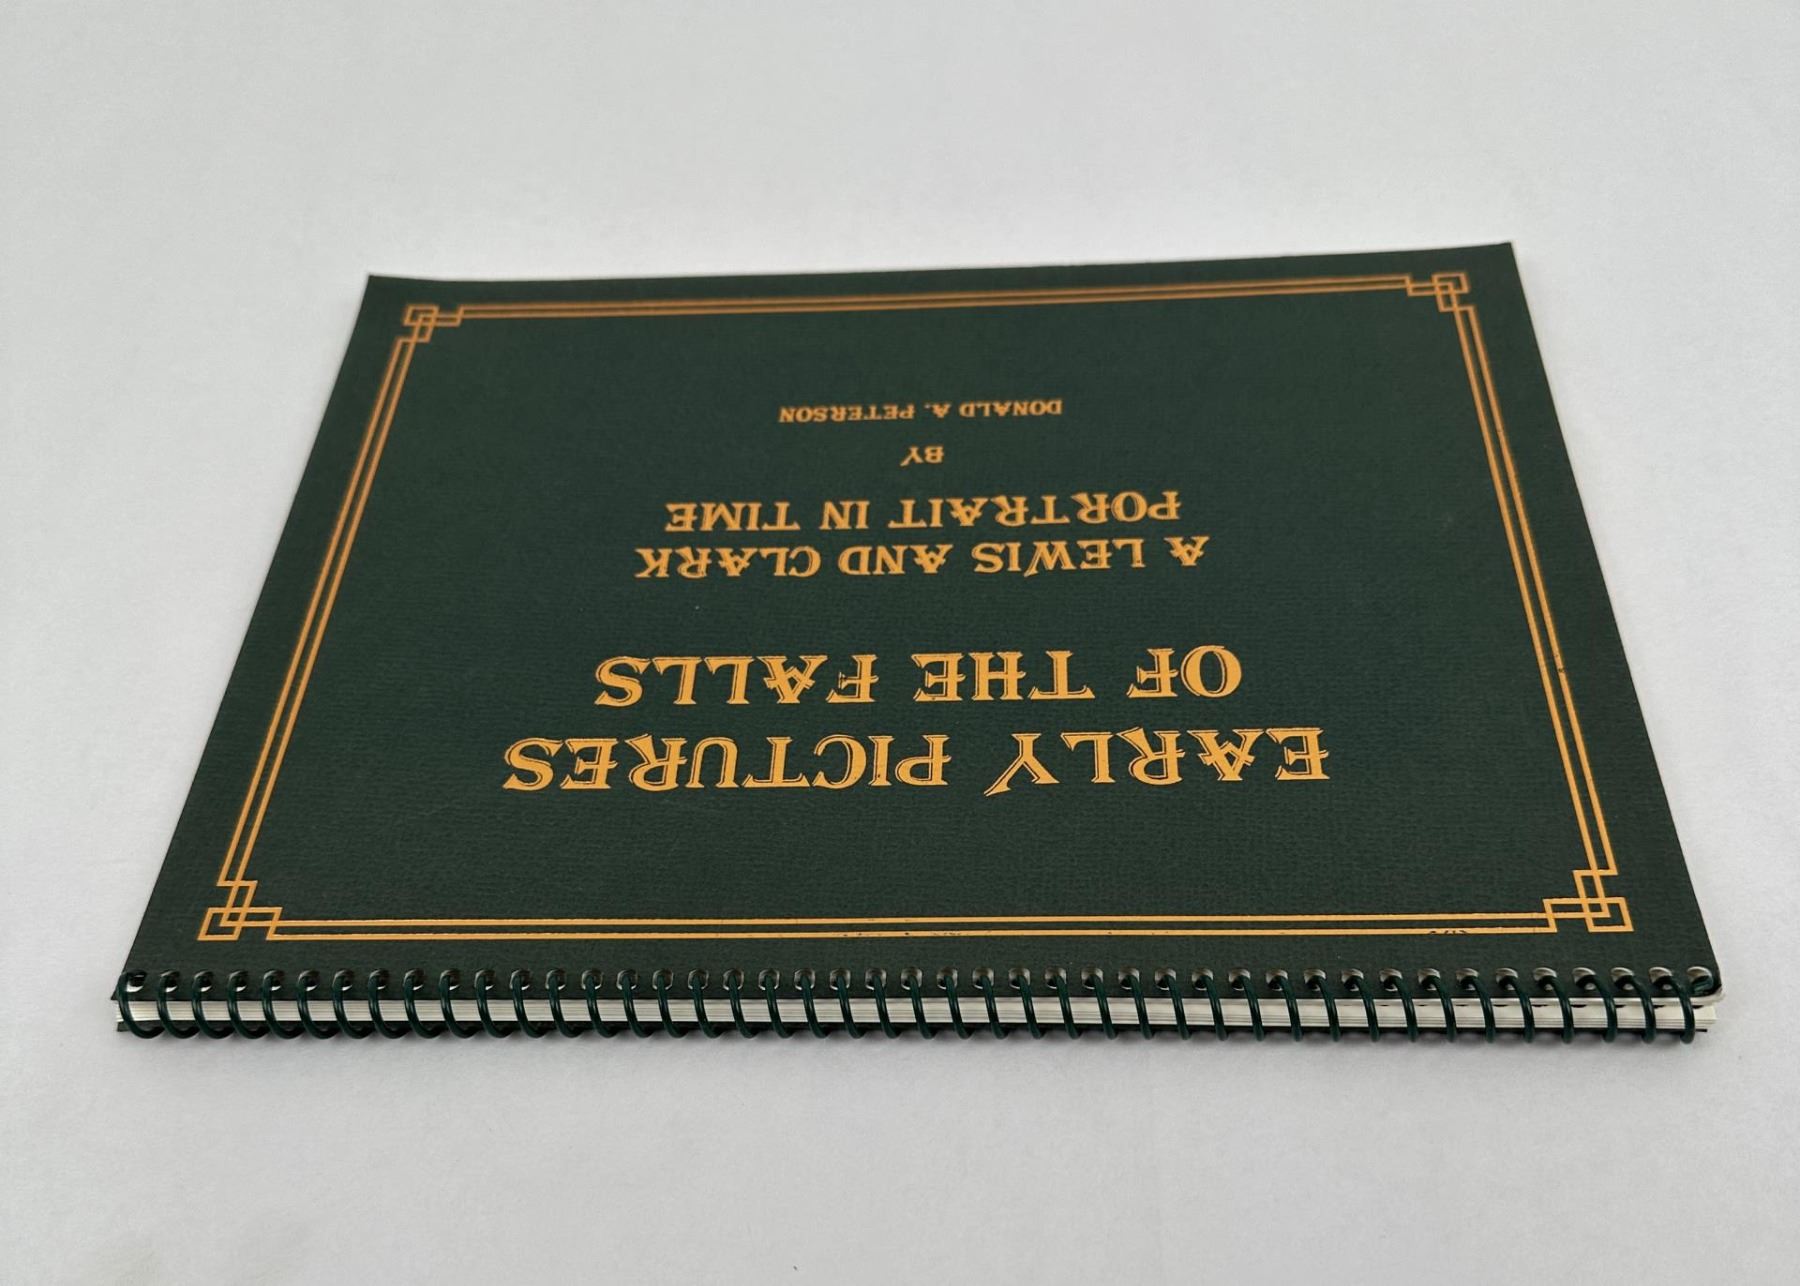 EARLY PICTURES
OF THE FALLS
A LEWIS AND CLARK
PORTRAIT IN TIME
BY
DONALD A. PETERSON